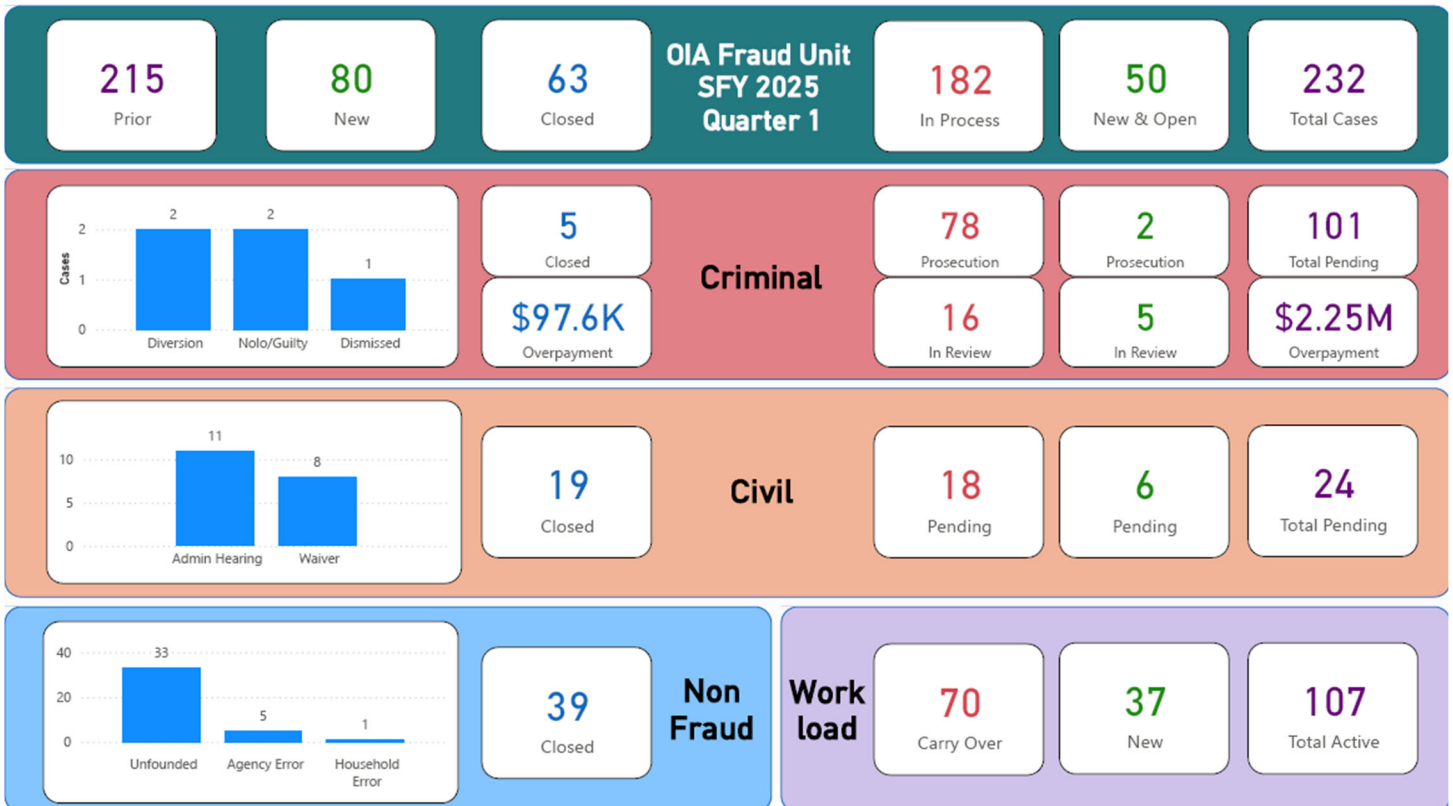 215
Prior
80
New
63
Closed
OIA Fraud Unit
SFY 2025
Quarter 1
182
In Process
50
New & Open
232
Total Cases
Cases
2
1
0
2
2
1
Diversion
Nolo/Guilty
Dismissed
5
Closed
$97.6K
Overpayment
Criminal
78
Prosecution
16
In Review
2
Prosecution
5
In Review
101
Total Pending
$2.25M
Overpayment
10
5
0
11
8
Admin Hearing
Waiver
19
Closed
Civil
18
Pending
6
Pending
24
Total Pending
40
20
0
33
5
1
Unfounded
Agency Error
Household
Error
39
Closed
Non
Fraud
Work
load
70
Carry Over
37
New
107
Total Active